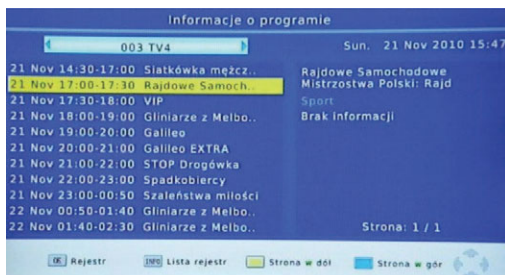 Informacje o programie
003 TV4
Sun, 21 Nov 2010 15:47
21 Nov 14:30-17:00 Siatkówka mężcz..
21 Nov 17:00-17:30 Rajdowe Samoch..
21 Nov 17:30-18:00 VIP
21 Nov 18:00-19:00 Gliniarze z Melbo..
21 Nov 19:00-20:00 Galileo
21 Nov 20:00-21:00 Galileo EXTRA
21 Nov 21:00-22:00 STOP Drogówka
21 Nov 22:00-23:00 Spadkobiercy
21 Nov 23:00-00:50 Szaleństwa miłości
22 Nov 00:50-01:40 Gliniarze z Melbo..
22 Nov 01:40-02:30 Gliniarze z Melbo..
Rajdowe Samochodowe
Mistrzostwa Polski: Rajd
Sport
Brak informacji
Strona: 1 / 1
OK Rejestr
INFO Lista rejestr
Strona w dół
Strona w gór